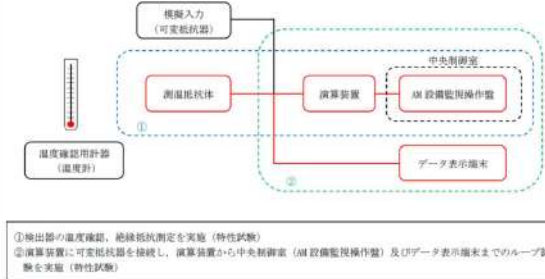 模擬入力
(可変抵抗器)
中央制御室
測温抵抗体
演算装置
AM 設備監視操作盤
①
温度確認用計器
(温度計)
データ表示端末
②
①検出器の温度確認，絶縁抵抗測定を実施 (特性試験)
②演算装置に可変抵抗器を接続し，演算装置から中央制御室 (AM 設備監視操作盤) 及びデータ表示端末までのループ試
験を実施 (特性試験)